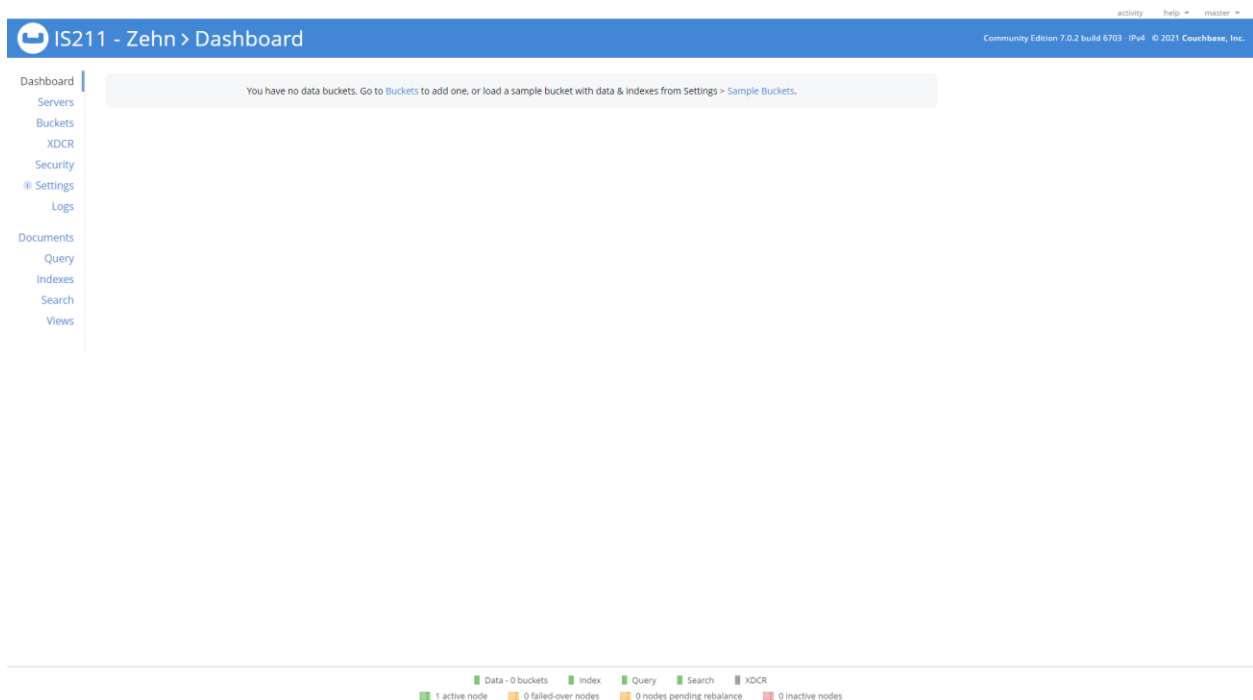 activity help master
IS211 - Zehn > Dashboard
Community Edition 7.0.2 build 6703 · IPv4 © 2021 Couchbase, Inc.
Dashboard
Servers
Buckets
XDCR
Security
Settings
Logs
Documents
Query
Indexes
Search
Views
You have no data buckets. Go to Buckets to add one, or load a sample bucket with data & indexes from Settings > Sample Buckets.
Data - 0 buckets Index Query Search XDCR
1 active node 0 failed-over nodes 0 nodes pending rebalance 0 inactive nodes